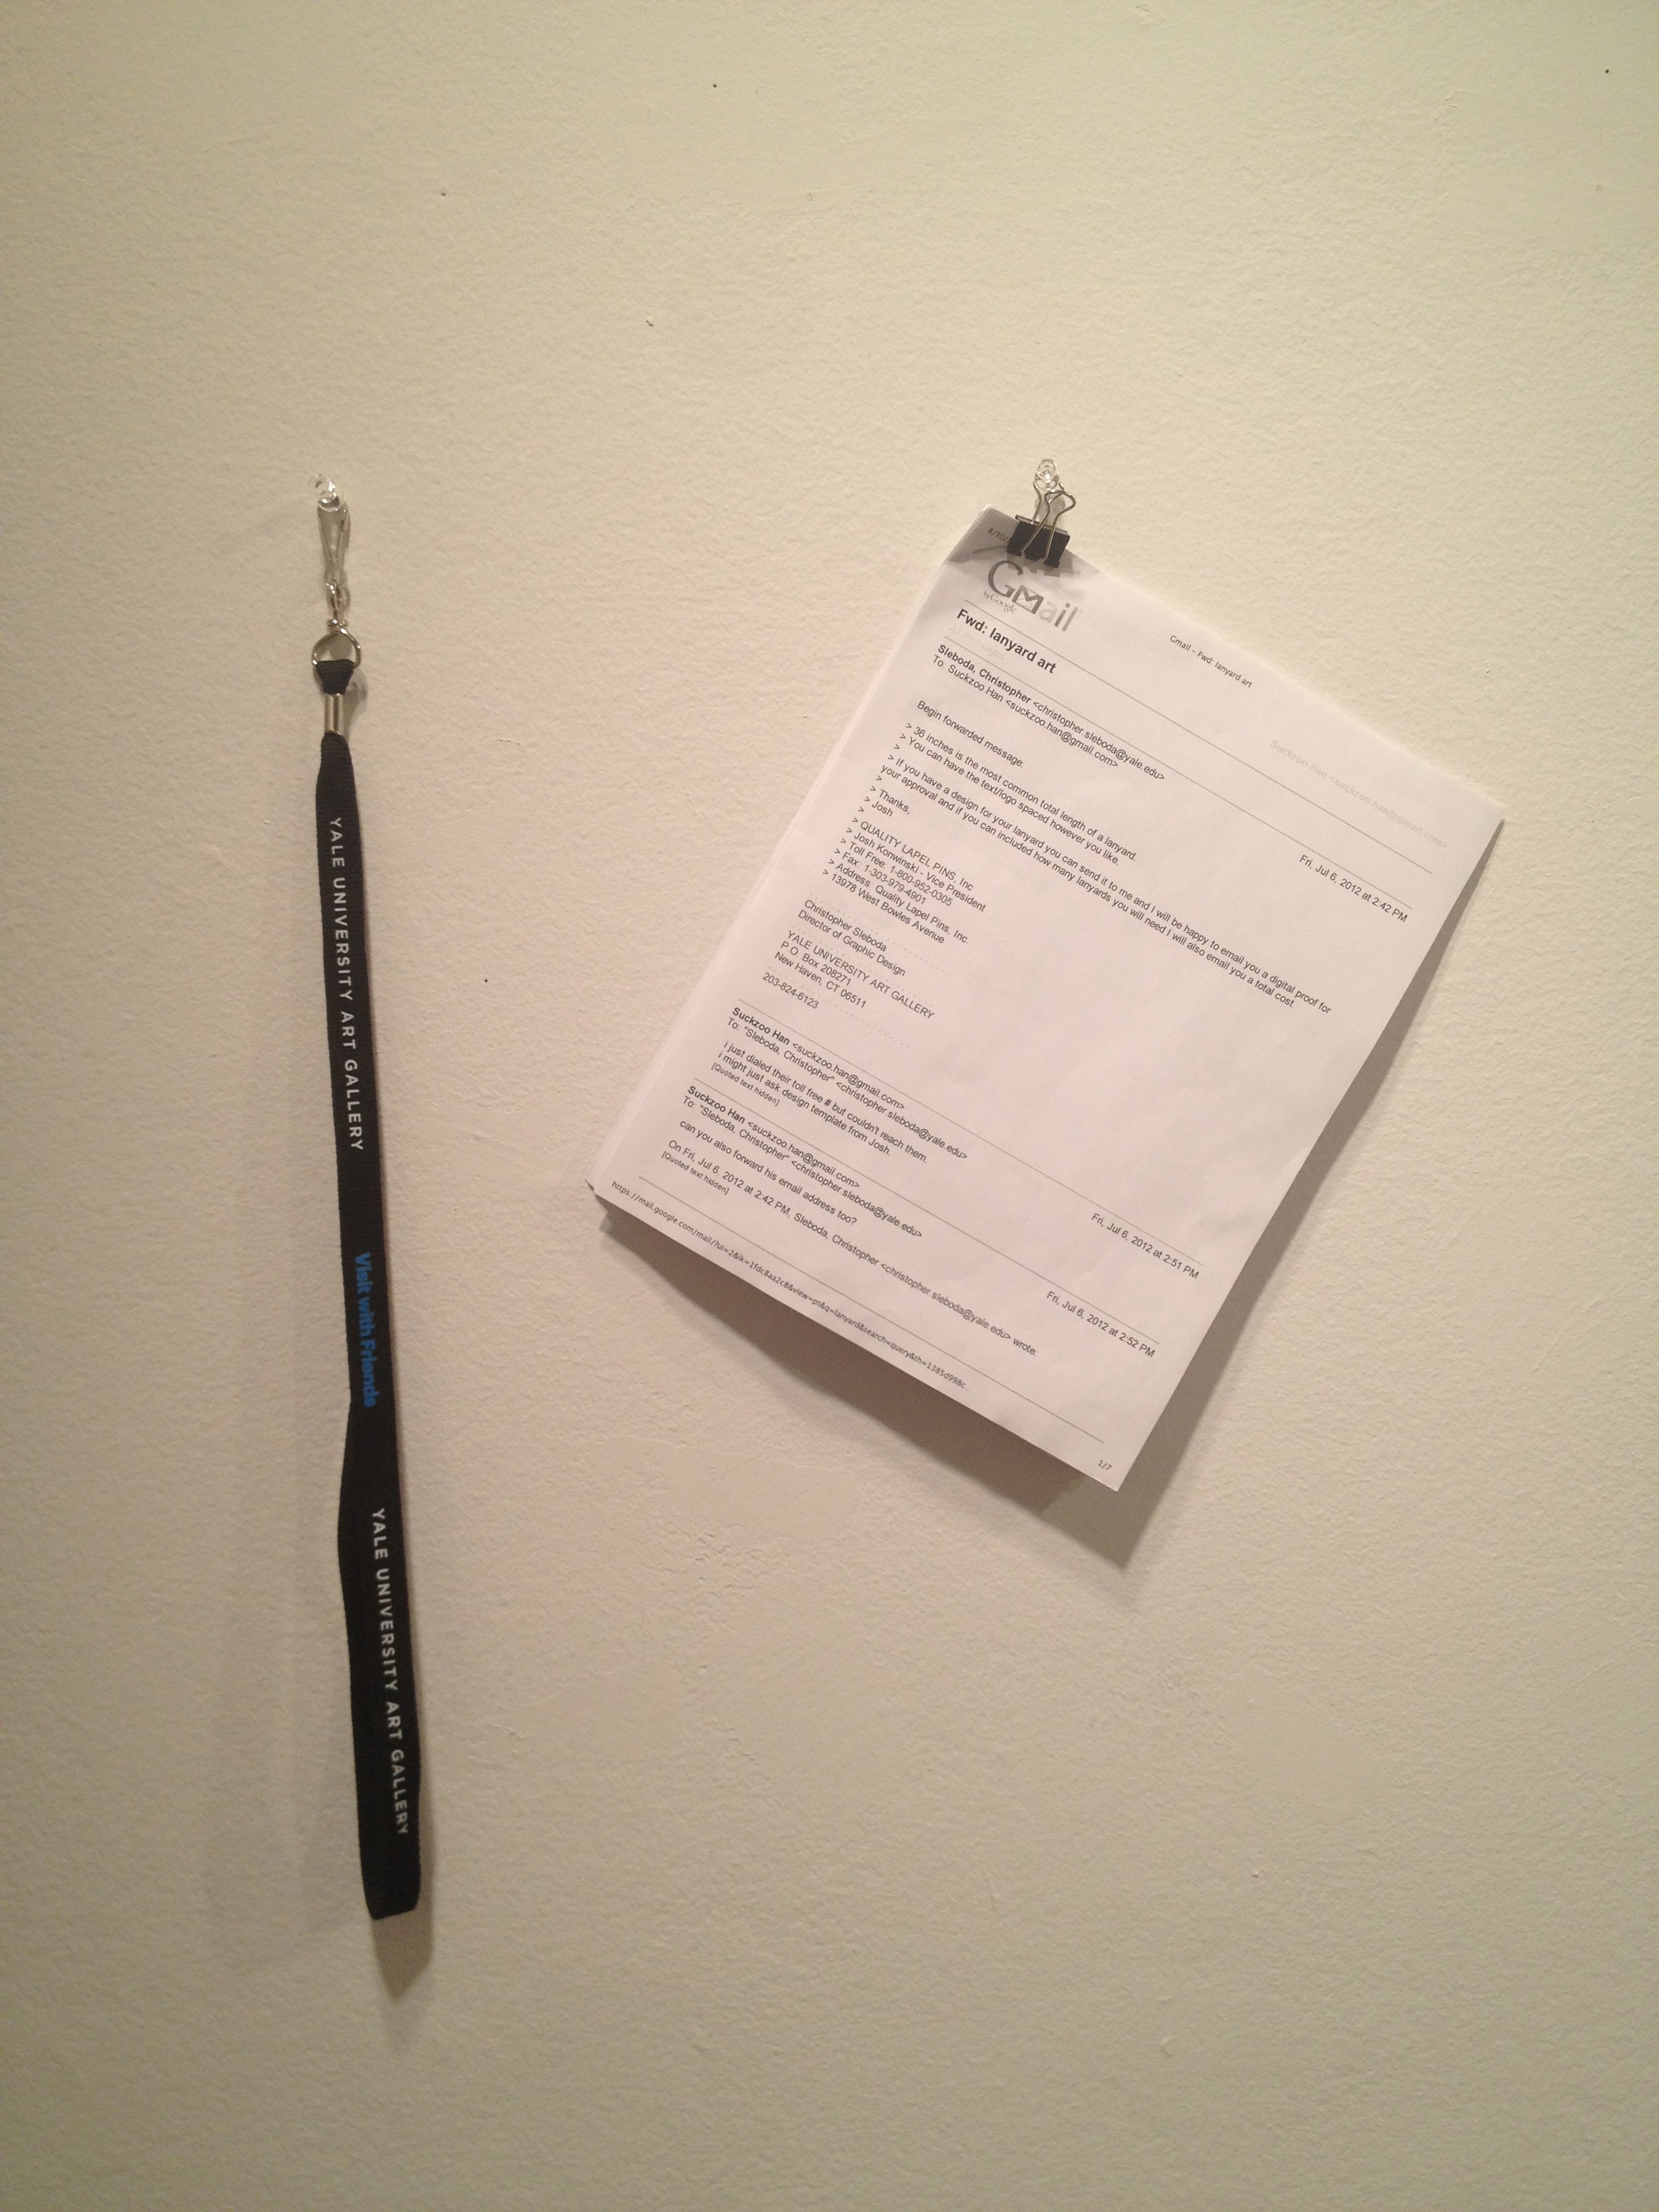 YALE UNIVERSITY ART GALLERY
Visit with Friends
YALE UNIVERSITY ART GALLERY
Gmail – Fwd: lanyard art
GMail
by Google
Suckzoo Han <suckzoo.han@gmail.com>
Fwd: lanyard art
Sleboda, Christopher <christopher.sleboda@yale.edu>
To: Suckzoo Han <suckzoo.han@gmail.com>
Fri, Jul 6, 2012 at 2:42 PM
Begin forwarded message:
> 36 inches is the most common total length of a lanyard.
> You can have the text/logo spaced however you like.
>
> If you have a design for your lanyard you can send it to me and I will be happy to email you a digital proof for
your approval and if you can included how many lanyards you will need I will also email you a total cost.
>
> Thanks,
> Josh
>
> QUALITY LAPEL PINS, Inc
> Josh Konwinski - Vice President
> Toll Free: 1-800-952-0305
> Fax: 1-303-979-4901
> Address: Quality Lapel Pins, Inc.
> 13978 West Bowles Avenue
Christopher Sleboda
Director of Graphic Design
YALE UNIVERSITY ART GALLERY
P.O. Box 208271
New Haven, CT 06511
203-824-6123
Suckzoo Han <suckzoo.han@gmail.com>
To: "Sleboda, Christopher" <christopher.sleboda@yale.edu>
Fri, Jul 6, 2012 at 2:51 PM
i just dialed their toll free # but couldn't reach them.
i might just ask design template from Josh.
[Quoted text hidden]
Suckzoo Han <suckzoo.han@gmail.com>
To: "Sleboda, Christopher" <christopher.sleboda@yale.edu>
Fri, Jul 6, 2012 at 2:52 PM
can you also forward his email address too?
On Fri, Jul 6, 2012 at 2:42 PM, Sleboda, Christopher <christopher.sleboda@yale.edu> wrote:
[Quoted text hidden]
https://mail.google.com/mail/?ui=2&ik=1fdc8aa2c8&view=pt&q=lanyard&search=query&th=1385d998c…
1/7